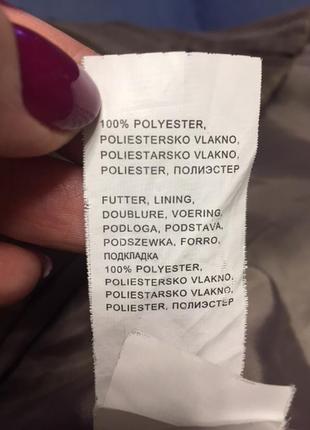 100% POLYESTER,
POLIESTERSKO VLAKNO,
POLIESTARSKO VLAKNO,
POLIESTER, ПОЛИЭСТЕР
FUTTER, LINING,
DOUBLURE, VOERING,
PODLOGA, PODSTAVA,
PODSZEWKA, FORRO,
ПОДКЛАДКА
100% POLYESTER,
POLIESTERSKO VLAKNO,
POLIESTARSKO VLAKNO,
POLIESTER, ПОЛИЭСТЕР